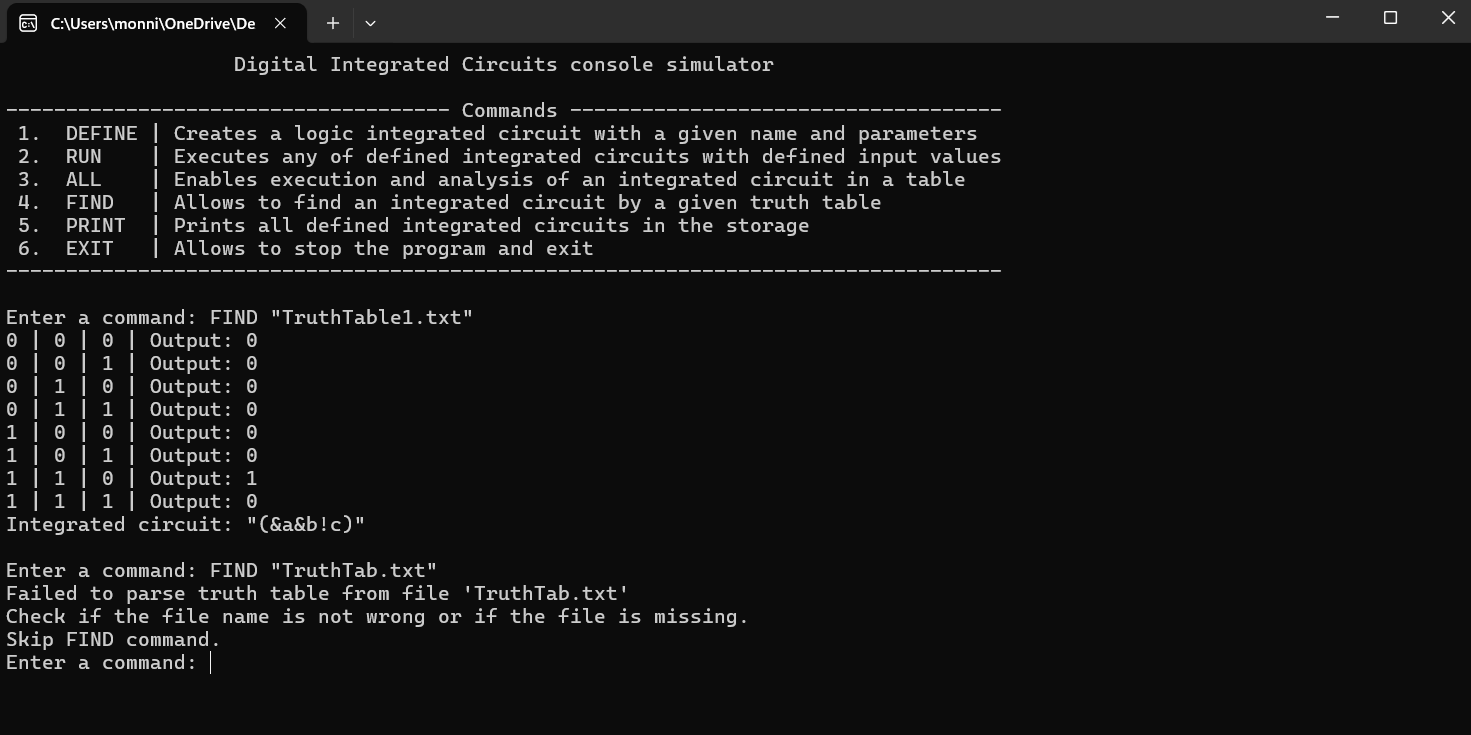 C:\Users\monni\OneDrive\De
Digital Integrated Circuits console simulator
------------------------------------- Commands ------------------------------------
1. DEFINE | Creates a logic integrated circuit with a given name and parameters
2. RUN | Executes any of defined integrated circuits with defined input values
3. ALL | Enables execution and analysis of an integrated circuit in a table
4. FIND | Allows to find an integrated circuit by a given truth table
5. PRINT | Prints all defined integrated circuits in the storage
6. EXIT | Allows to stop the program and exit
-----------------------------------------------------------------------------------
Enter a command: FIND "TruthTable1.txt"
0 | 0 | 0 | Output: 0
0 | 0 | 1 | Output: 0
0 | 1 | 0 | Output: 0
0 | 1 | 1 | Output: 0
1 | 0 | 0 | Output: 0
1 | 0 | 1 | Output: 0
1 | 1 | 0 | Output: 1
1 | 1 | 1 | Output: 0
Integrated circuit: "(&a&b!c)"
Enter a command: FIND "TruthTab.txt"
Failed to parse truth table from file 'TruthTab.txt'
Check if the file name is not wrong or if the file is missing.
Skip FIND command.
Enter a command: